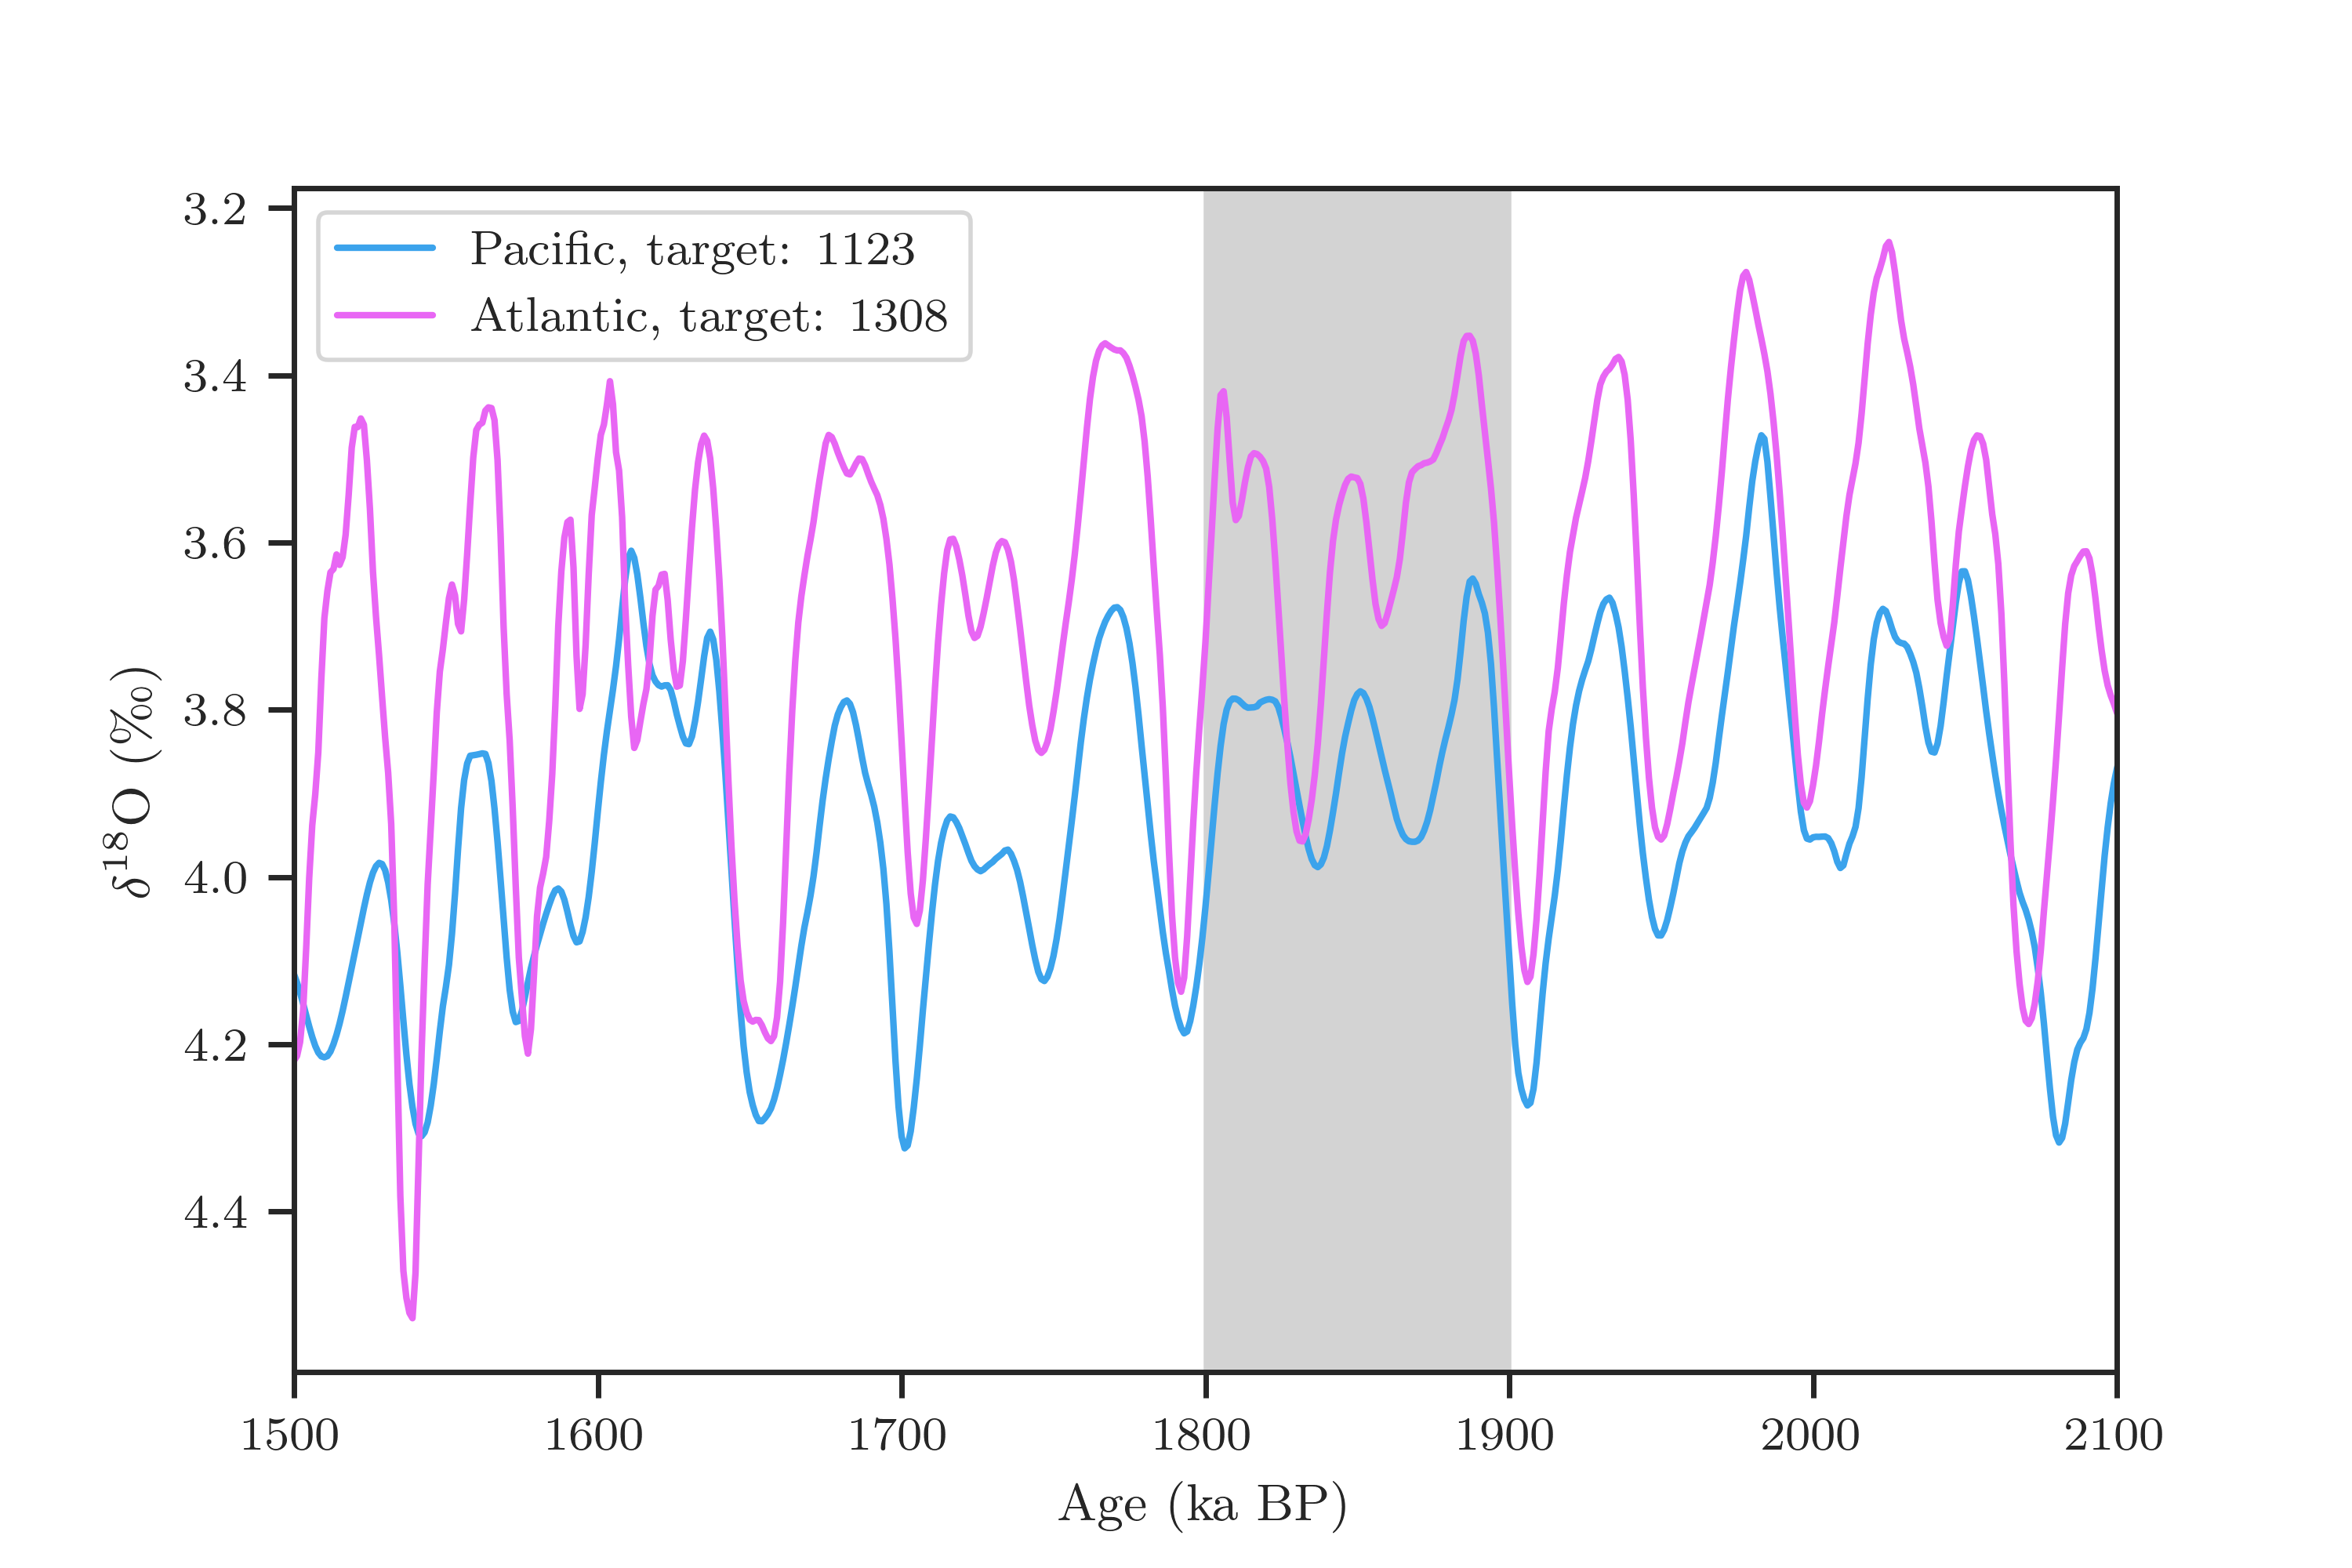 3.2
3.4
3.6
3.8
4.0
4.2
4.4
δ¹⁸O (‰)
Pacific, target: 1123
Atlantic, target: 1308
1500 1600 1700 1800 1900 2000 2100
Age (ka BP)